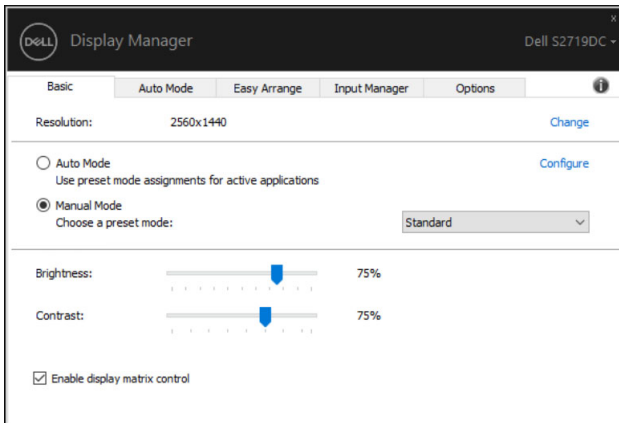 x
DELL Display Manager Dell S2719DC
Basic Auto Mode Easy Arrange Input Manager Options i
Resolution: 2560x1440 Change
Auto Mode Configure
Use preset mode assignments for active applications
Manual Mode
Choose a preset mode: Standard
Brightness: 75%
Contrast: 75%
Enable display matrix control